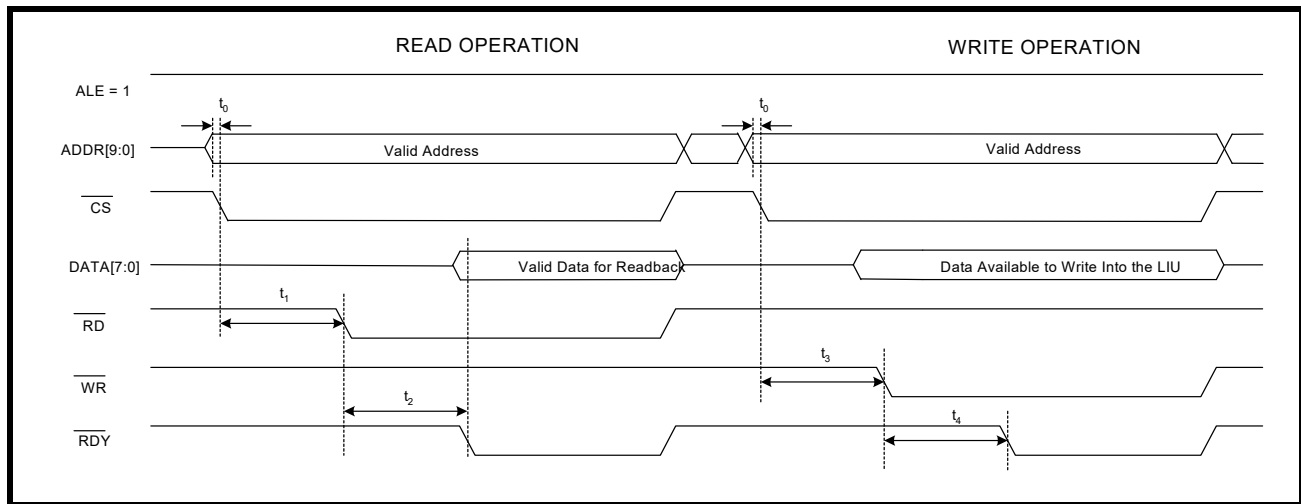 READ OPERATION WRITE OPERATION
ALE = 1
t0 t0
ADDR[9:0] Valid Address Valid Address
CS
DATA[7:0] Valid Data for Readback Data Available to Write Into the LIU
t1
RD
t3
WR
t2
t4
RDY